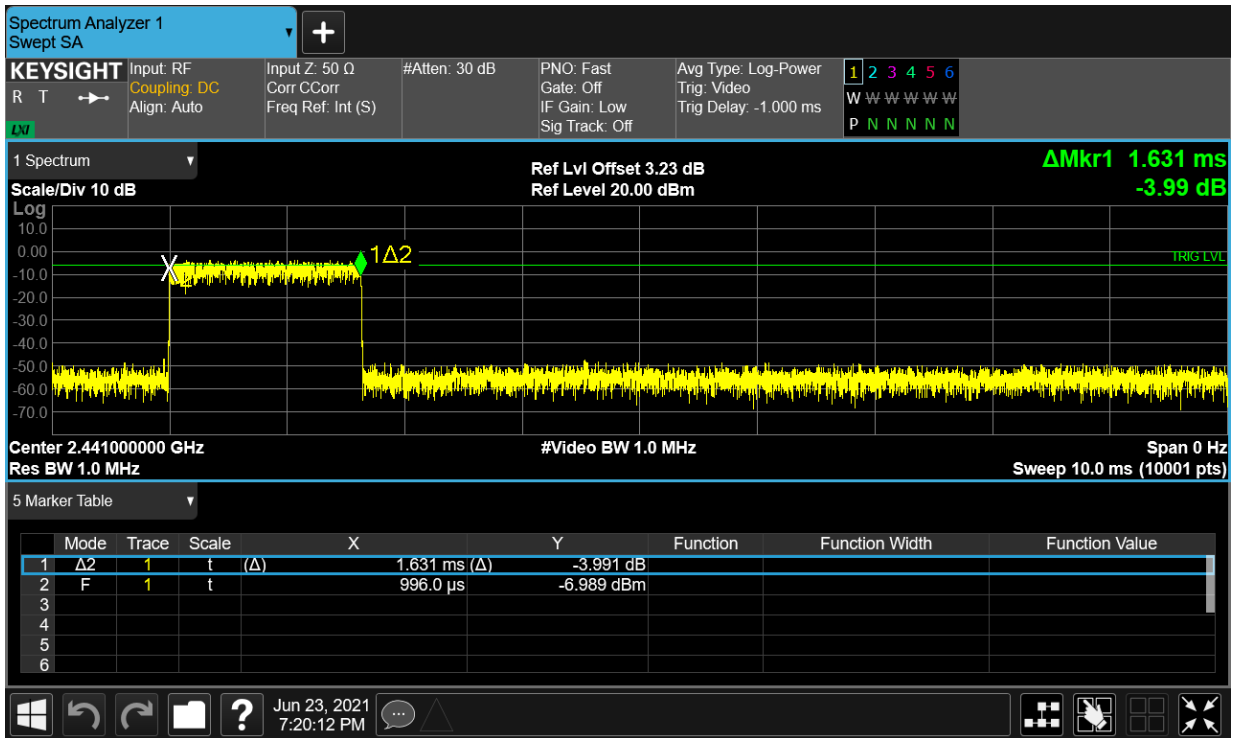 Spectrum Analyzer 1
Swept SA
KEYSIGHT
R T
LXI
Input: RF
Coupling: DC
Align: Auto
Input Z: 50 Ω
Corr CCorr
Freq Ref: Int (S)
#Atten: 30 dB
PNO: Fast
Gate: Off
IF Gain: Low
Sig Track: Off
Avg Type: Log-Power
Trig: Video
Trig Delay: -1.000 ms
1 2 3 4 5 6
W W W W W W
P N N N N N
1 Spectrum
Scale/Div 10 dB
Ref Lvl Offset 3.23 dB
Ref Level 20.00 dBm
ΔMkr1 1.631 ms
-3.99 dB
Log
10.0
0.00
-10.0
-20.0
-30.0
-40.0
-50.0
-60.0
-70.0
X
2
1Δ2
TRIG LVL
Center 2.441000000 GHz
Res BW 1.0 MHz
#Video BW 1.0 MHz
Span 0 Hz
Sweep 10.0 ms (10001 pts)
5 Marker Table
Mode Trace Scale X Y Function Function Width Function Value
1 Δ2 1 t (Δ) 1.631 ms (Δ) -3.991 dB
2 F 1 t 996.0 µs -6.989 dBm
3
4
5
6
?
Jun 23, 2021
7:20:12 PM